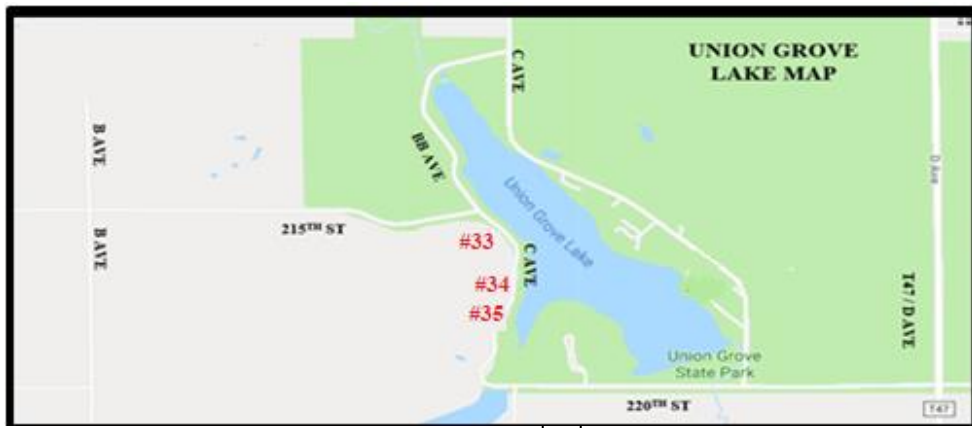 UNION GROVE
LAKE MAP
C AVE
B AVE
BB AVE
D Ave
Union Grove Lake
215TH ST
B AVE
#33
C AVE
#34
#35
T47/D AVE
Union Grove
State Park
220TH ST
T47